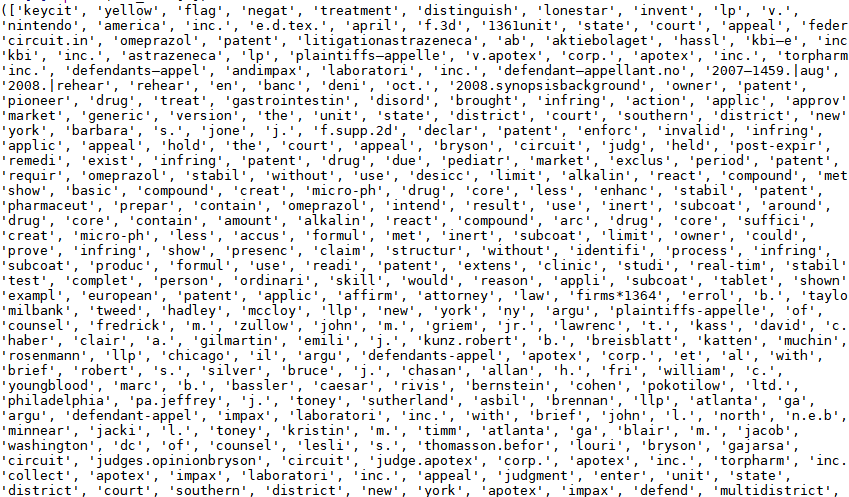 (['keycit', 'yellow', 'flag', 'negat', 'treatment', 'distinguish', 'lonestar', 'invent', 'lp', 'v.',
'nintendo', 'america', 'inc.', 'e.d.tex.', 'april', 'f.3d', '1361unit', 'state', 'court', 'appeal', 'feder
'circuit.in', 'omeprazol', 'patent', 'litigationastrazeneca', 'ab', 'aktiebolaget', 'hassl', 'kbi–e', 'inc
'kbi', 'inc.', 'astrazeneca', 'lp', 'plaintiffs–appelle', 'v.apotex', 'corp.', 'apotex', 'inc.', 'torpharm
'inc.', 'defendants–appel', 'andimpax', 'laboratori', 'inc.', 'defendant–appellant.no', '2007–1459.|aug',
'2008.|rehear', 'rehear', 'en', 'banc', 'deni', 'oct.', '2008.synopsisbackground', 'owner', 'patent',
'pioneer', 'drug', 'treat', 'gastrointestin', 'disord', 'brought', 'infring', 'action', 'applic', 'approv'
'market', 'generic', 'version', 'the', 'unit', 'state', 'district', 'court', 'southern', 'district', 'new'
'york', 'barbara', 's.', 'jone', 'j.', 'f.supp.2d', 'declar', 'patent', 'enforc', 'invalid', 'infring',
'applic', 'appeal', 'hold', 'the', 'court', 'appeal', 'bryson', 'circuit', 'judg', 'held', 'post-expir',
'remedi', 'exist', 'infring', 'patent', 'drug', 'due', 'pediatr', 'market', 'exclus', 'period', 'patent',
'requir', 'omeprazol', 'stabil', 'without', 'use', 'desicc', 'limit', 'alkalin', 'react', 'compound', 'met
'show', 'basic', 'compound', 'creat', 'micro-ph', 'drug', 'core', 'less', 'enhanc', 'stabil', 'patent',
'pharmaceut', 'prepar', 'contain', 'omeprazol', 'intend', 'result', 'use', 'inert', 'subcoat', 'around',
'drug', 'core', 'contain', 'amount', 'alkalin', 'react', 'compound', 'arc', 'drug', 'core', 'suffici',
'creat', 'micro-ph', 'less', 'accus', 'formul', 'met', 'inert', 'subcoat', 'limit', 'owner', 'could',
'prove', 'infring', 'show', 'presenc', 'claim', 'structur', 'without', 'identifi', 'process', 'infring',
'subcoat', 'produc', 'formul', 'use', 'readi', 'patent', 'extens', 'clinic', 'studi', 'real-tim', 'stabil'
'test', 'complet', 'person', 'ordinari', 'skill', 'would', 'reason', 'appli', 'subcoat', 'tablet', 'shown'
'exampl', 'european', 'patent', 'applic', 'affirm', 'attorney', 'law', 'firms*1364', 'errol', 'b.', 'taylo
'milbank', 'tweed', 'hadley', 'mccloy', 'llp', 'new', 'york', 'ny', 'argu', 'plaintiffs-appelle', 'of',
'counsel', 'fredrick', 'm.', 'zullow', 'john', 'm.', 'griem', 'jr.', 'lawrenc', 't.', 'kass', 'david', 'c.
'haber', 'clair', 'a.', 'gilmartin', 'emili', 'j.', 'kunz.robert', 'b.', 'breisblatt', 'katten', 'muchin',
'rosenmann', 'llp', 'chicago', 'il', 'argu', 'defendants-appel', 'apotex', 'corp.', 'et', 'al', 'with',
'brief', 'robert', 's.', 'silver', 'bruce', 'j.', 'chasan', 'allan', 'h.', 'fri', 'william', 'c.',
'youngblood', 'marc', 'b.', 'bassler', 'caesar', 'rivis', 'bernstein', 'cohen', 'pokotilow', 'ltd.',
'philadelphia', 'pa.jeffrey', 'j.', 'toney', 'sutherland', 'asbil', 'brennan', 'llp', 'atlanta', 'ga',
'argu', 'defendant-appel', 'impax', 'laboratori', 'inc.', 'with', 'brief', 'john', 'l.', 'north', 'n.e.b',
'minnear', 'jacki', 'l.', 'toney', 'kristin', 'm.', 'timm', 'atlanta', 'ga', 'blair', 'm.', 'jacob',
'washington', 'dc', 'of', 'counsel', 'lesli', 's.', 'thomasson.befor', 'louri', 'bryson', 'gajarsa',
'circuit', 'judges.opinionbryson', 'circuit', 'judge.apotex', 'corp.', 'apotex', 'inc.', 'torpharm', 'inc.
'collect', 'apotex', 'impax', 'laboratori', 'inc.', 'appeal', 'judgment', 'enter', 'unit', 'state',
'district', 'court', 'southern', 'district', 'new', 'york', 'apotex', 'impax', 'defend', 'multidistrict',